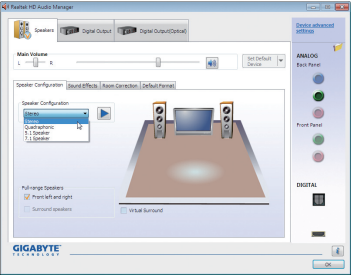 Realtek HD Audio Manager
Speakers
Digital Output
Digital Output(Optical)
Device advanced settings
Main Volume
L
R
Set Default Device
ANALOG
Back Panel
Speaker Configuration
Sound Effects
Room Correction
Default Format
Speaker Configuration
Stereo
Stereo
Quadraphonic
5.1 Speaker
7.1 Speaker
Front Panel
DIGITAL
Full-range Speakers
Front left and right
Surround speakers
Virtual Surround
GIGABYTE™
TECHNOLOGY
i
OK